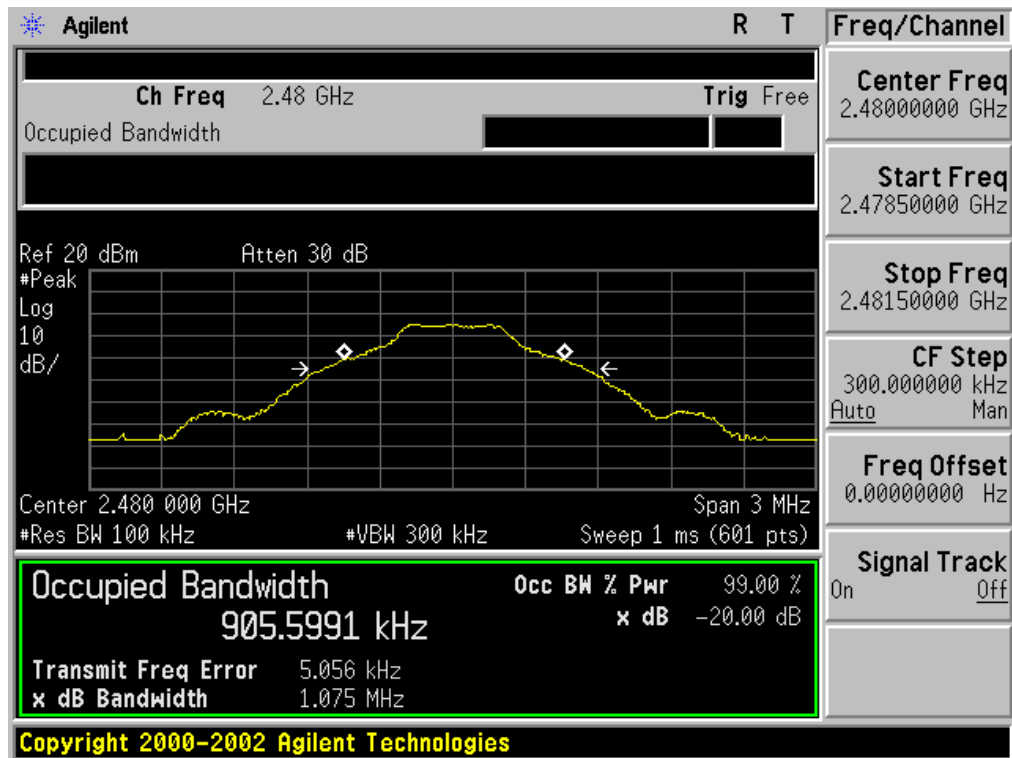 Agilent R T
Freq/Channel
Ch Freq 2.48 GHz Trig Free
Occupied Bandwidth
Center Freq
2.48000000 GHz
Start Freq
2.47850000 GHz
Stop Freq
2.48150000 GHz
CF Step
300.000000 kHz
Auto Man
Freq Offset
0.00000000 Hz
Signal Track
On Off
Ref 20 dBm Atten 30 dB
#Peak
Log
10
dB/
Center 2.480 000 GHz Span 3 MHz
#Res BW 100 kHz #VBW 300 kHz Sweep 1 ms (601 pts)
Occupied Bandwidth
905.5991 kHz
Occ BW % Pwr 99.00 %
x dB -20.00 dB
Transmit Freq Error 5.056 kHz
x dB Bandwidth 1.075 MHz
Copyright 2000-2002 Agilent Technologies